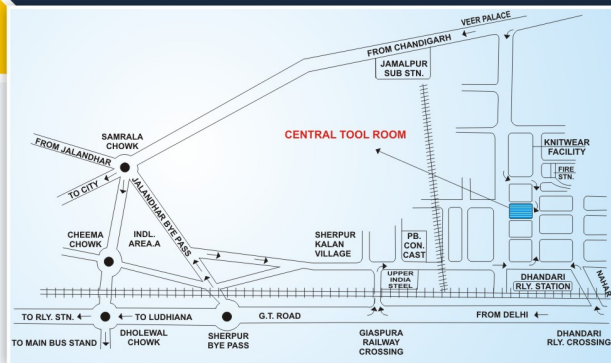 VEER PALACE
FROM CHANDIGARH
JAMALPUR
SUB STN.
SAMRALA
CHOWK
CENTRAL TOOL ROOM
FROM JALANDHAR
KNITWEAR
FACILITY
FIRE
STN.
TO CITY
JALANDHAR BYE PASS
CHEEMA
CHOWK
INDL.
AREA.A
SHERPUR
KALAN
VILLAGE
PB.
CON.
CAST
UPPER
INDIA
STEEL
DHANDARI
RLY. STATION
NAHAR
TO RLY. STN.
TO LUDHIANA
G.T. ROAD
FROM DELHI
TO MAIN BUS STAND
DHOLEWAL
CHOWK
SHERPUR
BYE PASS
GIASPURA
RAILWAY
CROSSING
DHANDARI
RLY. CROSSING